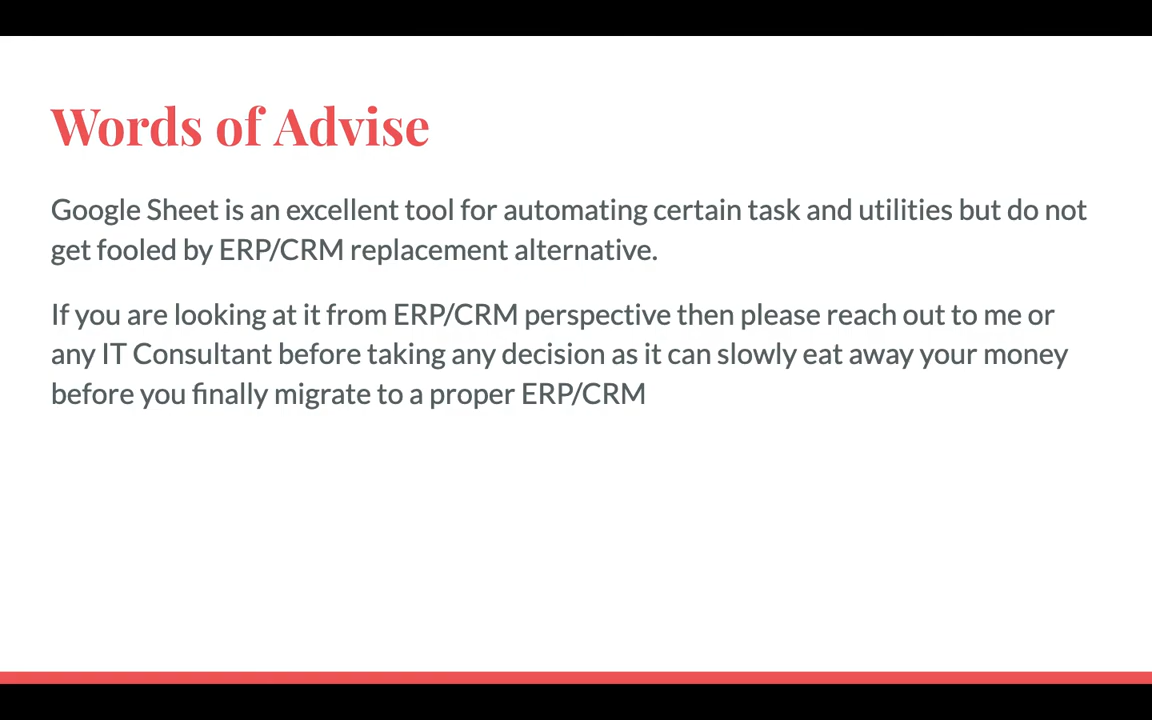 Words of Advise
Google Sheet is an excellent tool for automating certain task and utilities but do not
get fooled by ERP/CRM replacement alternative.
If you are looking at it from ERP/CRM perspective then please reach out to me or
any IT Consultant before taking any decision as it can slowly eat away your money
before you finally migrate to a proper ERP/CRM